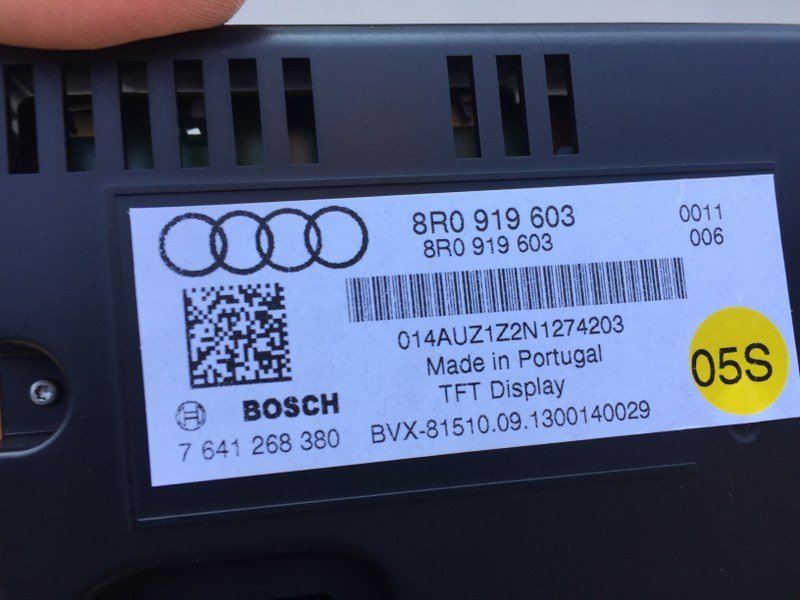 8R0 919 603
8R0 919 603
0011
006
014AUZ1Z2N1274203
Made in Portugal
TFT Display
BVX-81510.09.1300140029
BOSCH
7 641 268 380
05S